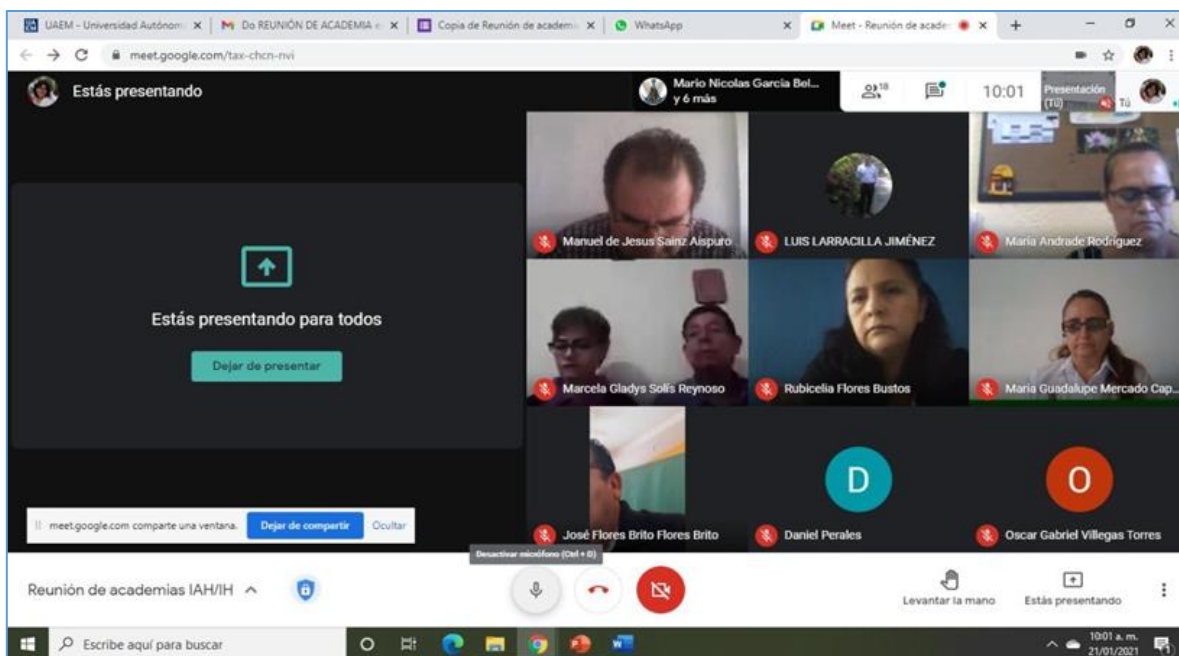 UAEM - Universidad Autónom
Do REUNIÓN DE ACADEMIA e
Copia de Reunión de academi
WhatsApp
Meet - Reunión de acade
meet.google.com/tax-chcn-nvi
Estás presentando
Mario Nicolas Garcia Bel...
y 6 más
18
10:01
Presentación
(Tú)
Tú
Manuel de Jesus Sainz Aispuro
LUIS LARRACILLA JIMÉNEZ
María Andrade Rodríguez
Estás presentando para todos
Dejar de presentar
Marcela Gladys Solís Reynoso
Rubicelia Flores Bustos
Maria Guadalupe Mercado Cap...
D
O
meet.google.com comparte una ventana.
Dejar de compartir
Ocultar
José Flores Brito Flores Brito
Daniel Perales
Oscar Gabriel Villegas Torres
Desactivar micrófono (Ctrl + D)
Reunión de academias IAH/IH
Levantar la mano
Estás presentando
Escribe aquí para buscar
10:01 a. m.
21/01/2021